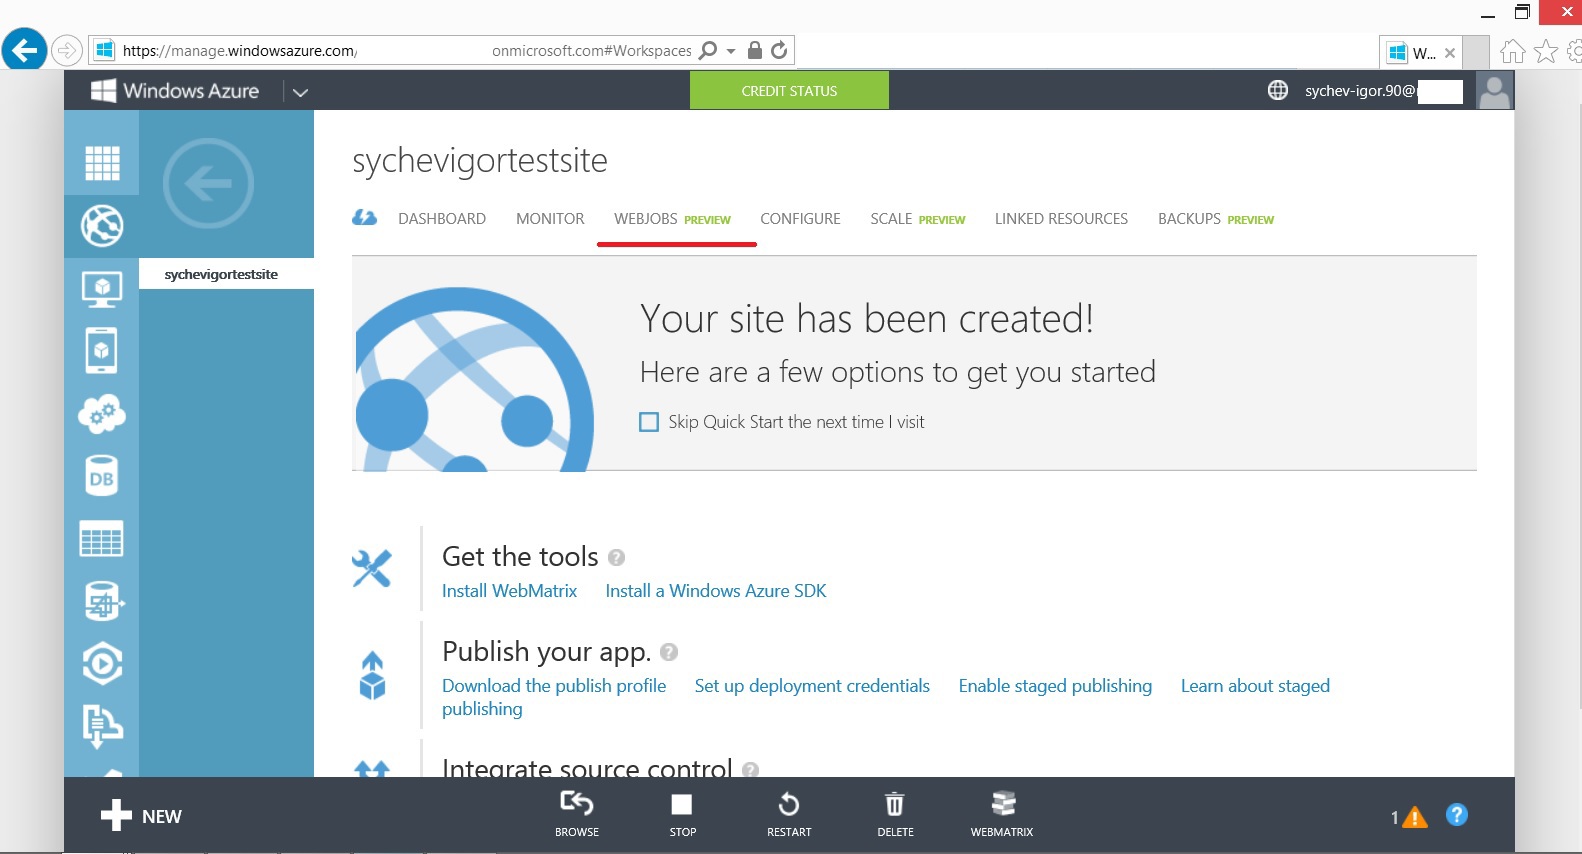 https://manage.windowsazure.com/ onmicrosoft.com#Workspaces
W...
Windows Azure
CREDIT STATUS
sychev-igor.90@
sychevigortestsite
DASHBOARD MONITOR WEBJOBS PREVIEW CONFIGURE SCALE PREVIEW LINKED RESOURCES BACKUPS PREVIEW
sychevigortestsite
Your site has been created!
Here are a few options to get you started
Skip Quick Start the next time I visit
DB
Get the tools ?
Install WebMatrix Install a Windows Azure SDK
Publish your app. ?
Download the publish profile Set up deployment credentials Enable staged publishing Learn about staged
publishing
Integrate source control ?
NEW
BROWSE STOP RESTART DELETE WEBMATRIX
1 ! ?